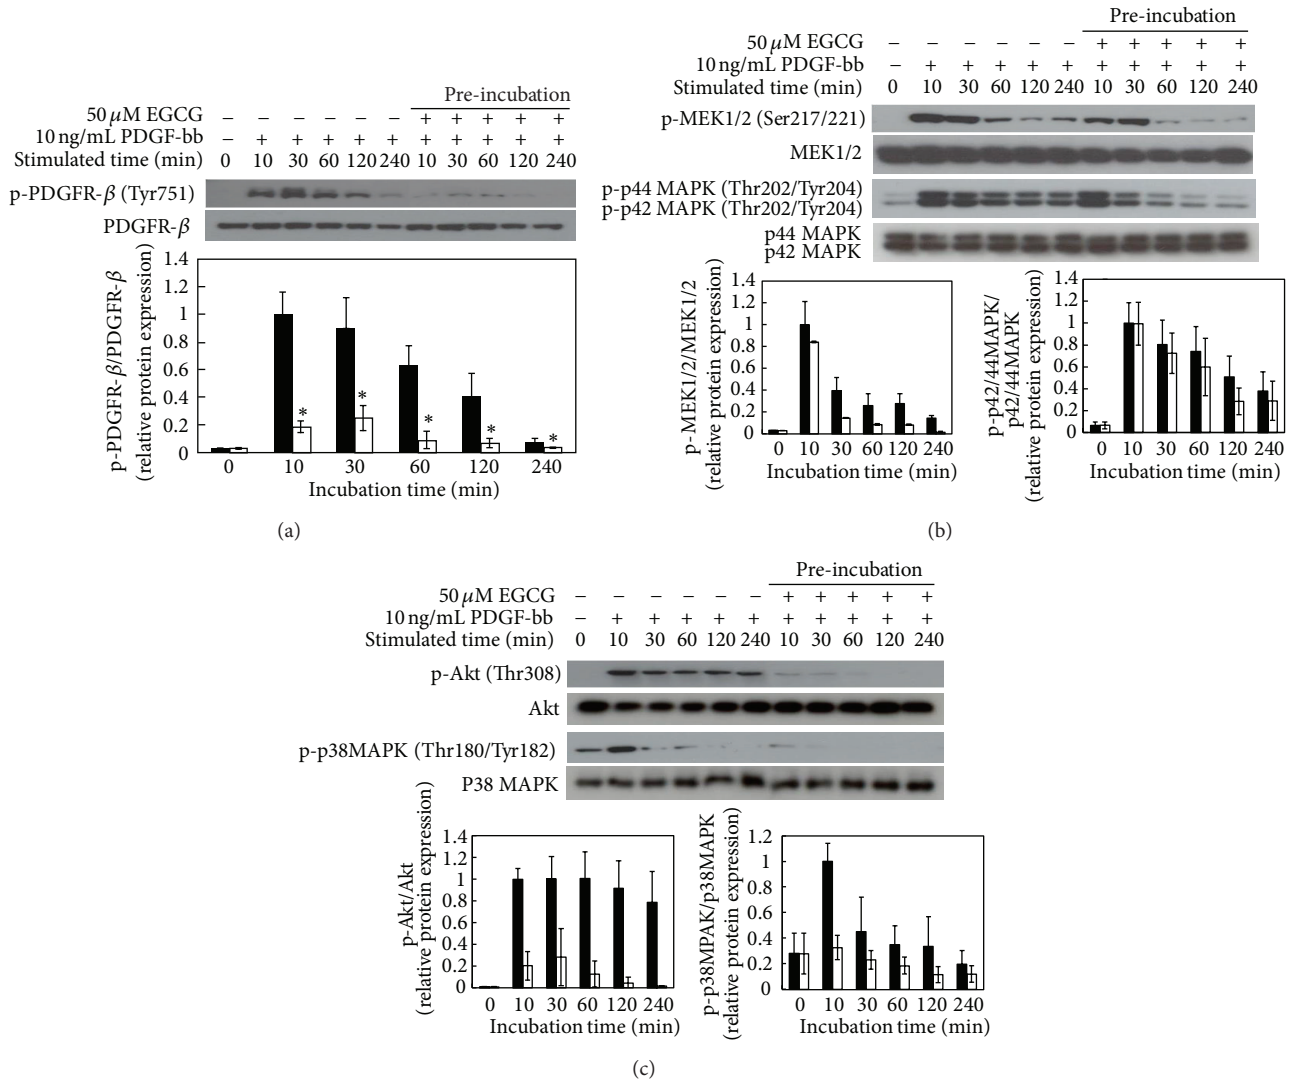 Pre-incubation
50 μM EGCG − − − − − − + + + + +
10 ng/mL PDGF-bb − + + + + + + + + + +
Stimulated time (min) 0 10 30 60 120 240 10 30 60 120 240
p-PDGFR-β (Tyr751)
PDGFR-β
p-PDGFR-β/PDGFR-β
(relative protein expression)
1.4
1.2
1
0.8
0.6
0.4
0.2
0
* * * * *
0 10 30 60 120 240
Incubation time (min)
(a)
Pre-incubation
50 μM EGCG − − − − − − + + + + +
10 ng/mL PDGF-bb − + + + + + + + + + +
Stimulated time (min) 0 10 30 60 120 240 10 30 60 120 240
p-MEK1/2 (Ser217/221)
MEK1/2
p-p44 MAPK (Thr202/Tyr204)
p-p42 MAPK (Thr202/Tyr204)
p44 MAPK
p42 MAPK
p-MEK1/2/MEK1/2
(relative protein expression)
1.4
1.2
1
0.8
0.6
0.4
0.2
0
0 10 30 60 120 240
Incubation time (min)
p-p42/44MAPK/
p42/44MAPK
(relative protein expression)
1.4
1.2
1
0.8
0.6
0.4
0.2
0
0 10 30 60 120 240
Incubation time (min)
(b)
Pre-incubation
50 μM EGCG − − − − − − + + + + +
10 ng/mL PDGF-bb − + + + + + + + + + +
Stimulated time (min) 0 10 30 60 120 240 10 30 60 120 240
p-Akt (Thr308)
Akt
p-p38MAPK (Thr180/Tyr182)
P38 MAPK
p-Akt/Akt
(relative protein expression)
1.4
1.2
1
0.8
0.6
0.4
0.2
0
0 10 30 60 120 240
Incubation time (min)
p-p38MPAK/p38MAPK
(relative protein expression)
1.2
1
0.8
0.6
0.4
0.2
0
0 10 30 60 120 240
Incubation time (min)
(c)